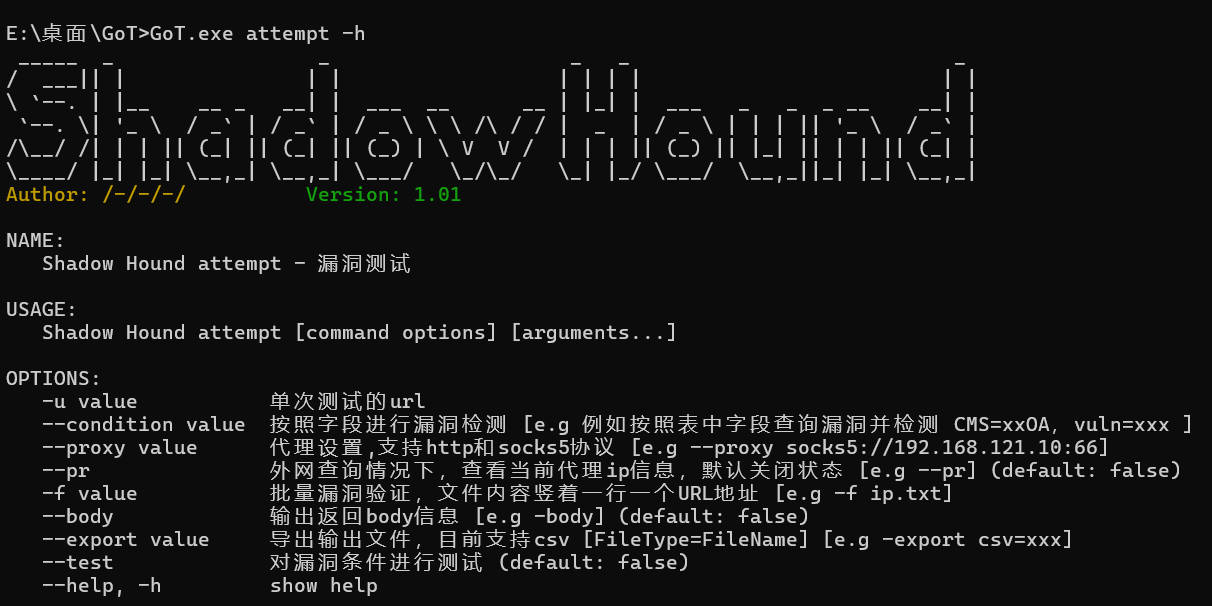 E:\桌面\GoT>GoT.exe attempt -h
ShadowHound
Author: /-/-/-/ Version: 1.01
NAME:
Shadow Hound attempt - 漏洞测试
USAGE:
Shadow Hound attempt [command options] [arguments...]
OPTIONS:
-u value 单次测试的url
--condition value 按照字段进行漏洞检测 [e.g 例如按照表中字段查询漏洞并检测 CMS=xxOA, vuln=xxx ]
--proxy value 代理设置,支持http和socks5协议 [e.g --proxy socks5://192.168.121.10:66]
--pr 外网查询情况下，查看当前代理ip信息，默认关闭状态 [e.g --pr] (default: false)
-f value 批量漏洞验证，文件内容竖着一行一个URL地址 [e.g -f ip.txt]
--body 输出返回body信息 [e.g -body] (default: false)
--export value 导出输出文件，目前支持csv [FileType=FileName] [e.g -export csv=xxx]
--test 对漏洞条件进行测试 (default: false)
--help, -h show help